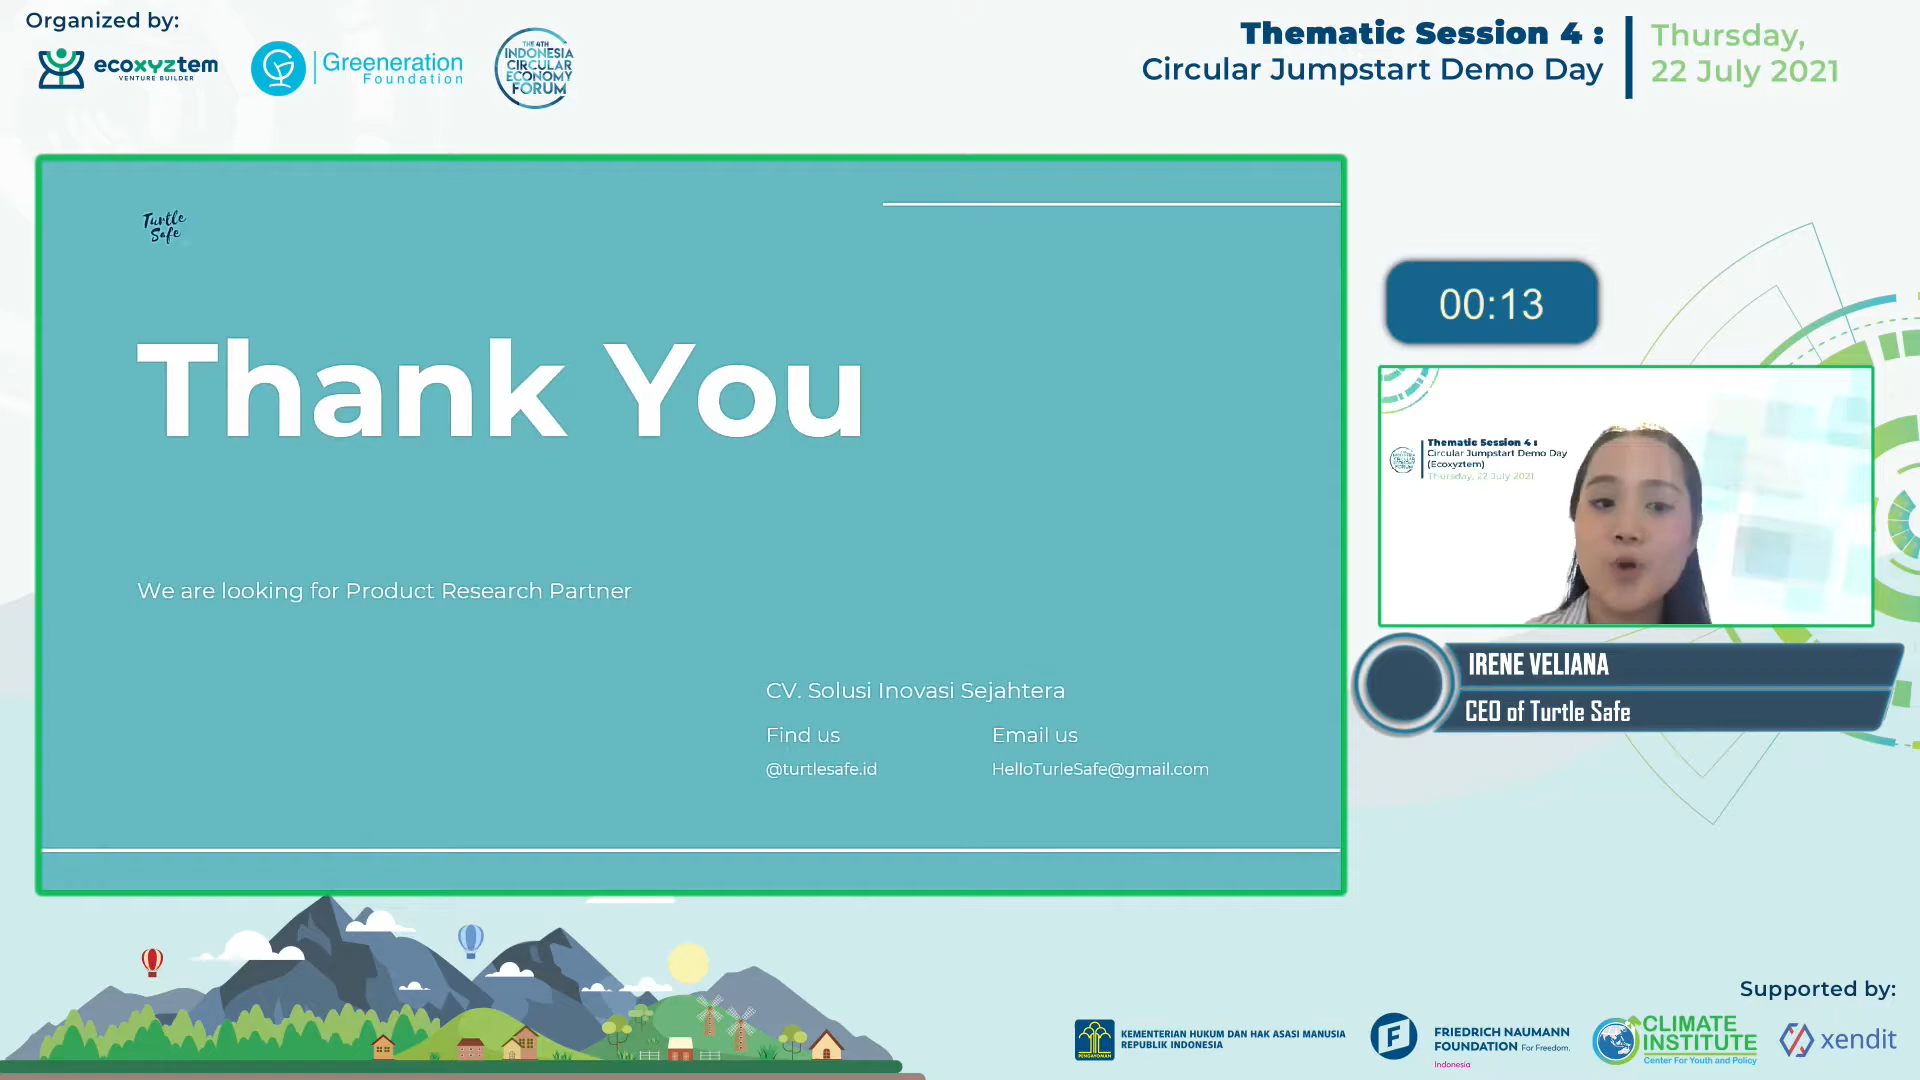 Organized by:
ecoxyztem
VENTURE BUILDER
Greeneration
Foundation
THE 4TH
INDONESIA
CIRCULAR
ECONOMY
FORUM
Thematic Session 4 :
Circular Jumpstart Demo Day
Thursday,
22 July 2021
Turtle
Safe
Thank You
We are looking for Product Research Partner
CV. Solusi Inovasi Sejahtera
Find us
Email us
@turtlesafe.id
HelloTurleSafe@gmail.com
00:13
Thematic Session 4 :
Circular Jumpstart Demo Day
(Ecoxyztem)
Thursday, 22 July 2021
IRENE VELIANA
CEO of Turtle Safe
Supported by:
PENGAYOMAN
KEMENTERIAN HUKUM DAN HAK ASASI MANUSIA
REPUBLIK INDONESIA
FRIEDRICH NAUMANN
FOUNDATION For Freedom.
Indonesia
CLIMATE
INSTITUTE
Center For Youth and Policy
xendit